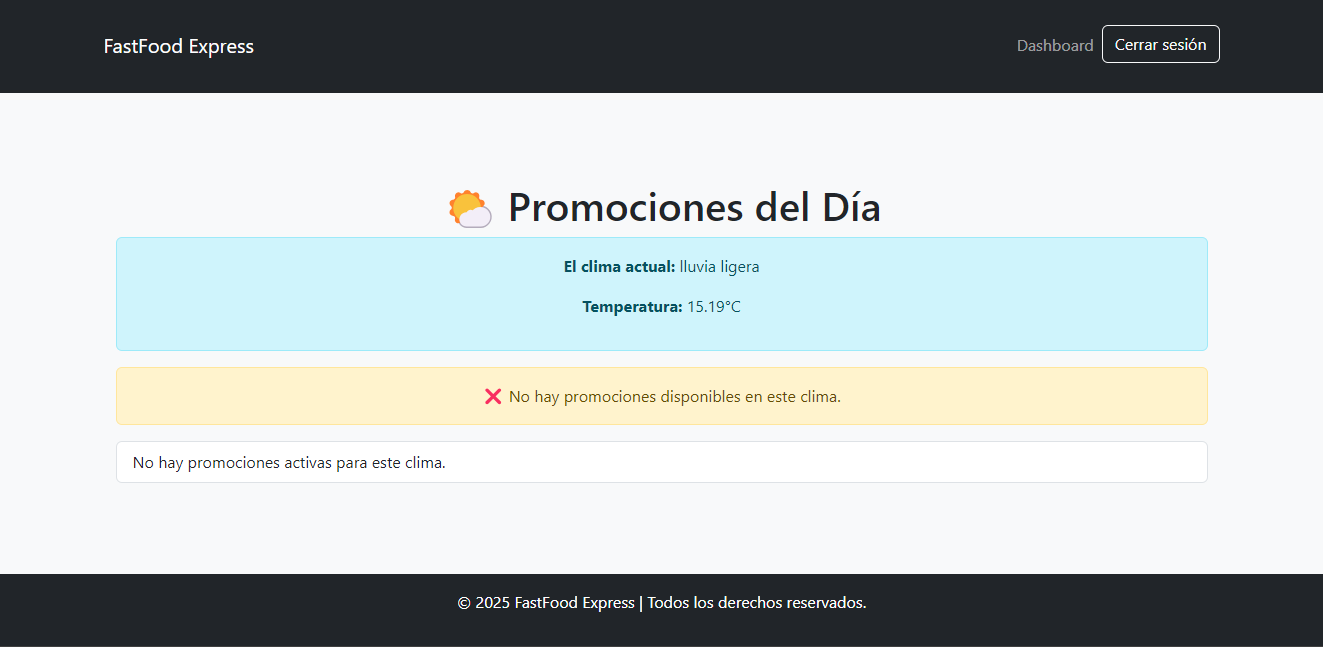 FastFood Express
Dashboard
Cerrar sesión
Promociones del Día
El clima actual: lluvia ligera
Temperatura: 15.19°C
No hay promociones disponibles en este clima.
No hay promociones activas para este clima.
© 2025 FastFood Express | Todos los derechos reservados.